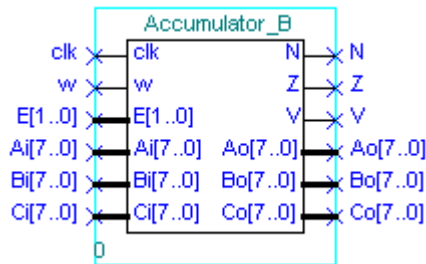 Accumulator_B
clk clk N N
w w Z Z
E[1..0] E[1..0] V V
Ai[7..0] Ai[7..0] Ao[7..0] Ao[7..0]
Bi[7..0] Bi[7..0] Bo[7..0] Bo[7..0]
Ci[7..0] Ci[7..0] Co[7..0] Co[7..0]
0